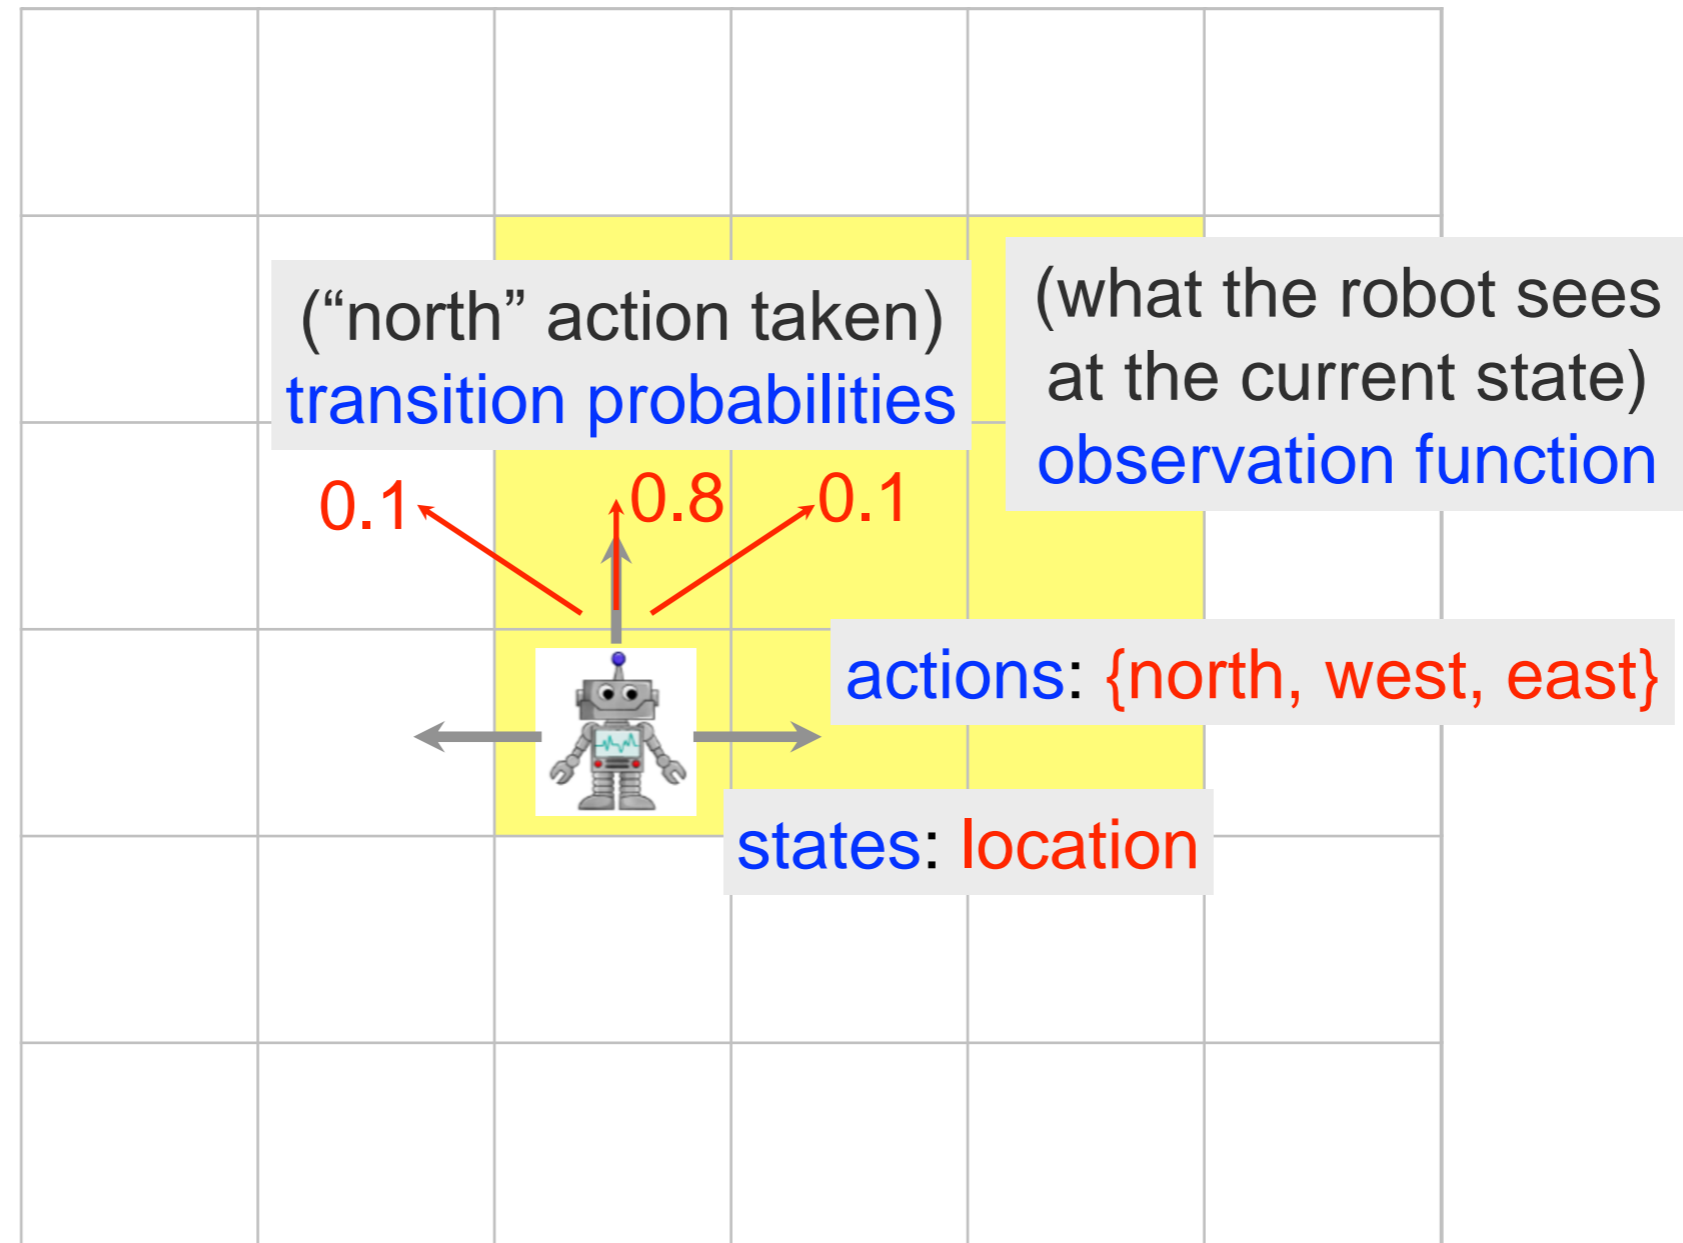 (“north” action taken)
transition probabilities
(what the robot sees
at the current state)
observation function
0.1
0.8
0.1
actions: {north, west, east}
states: location